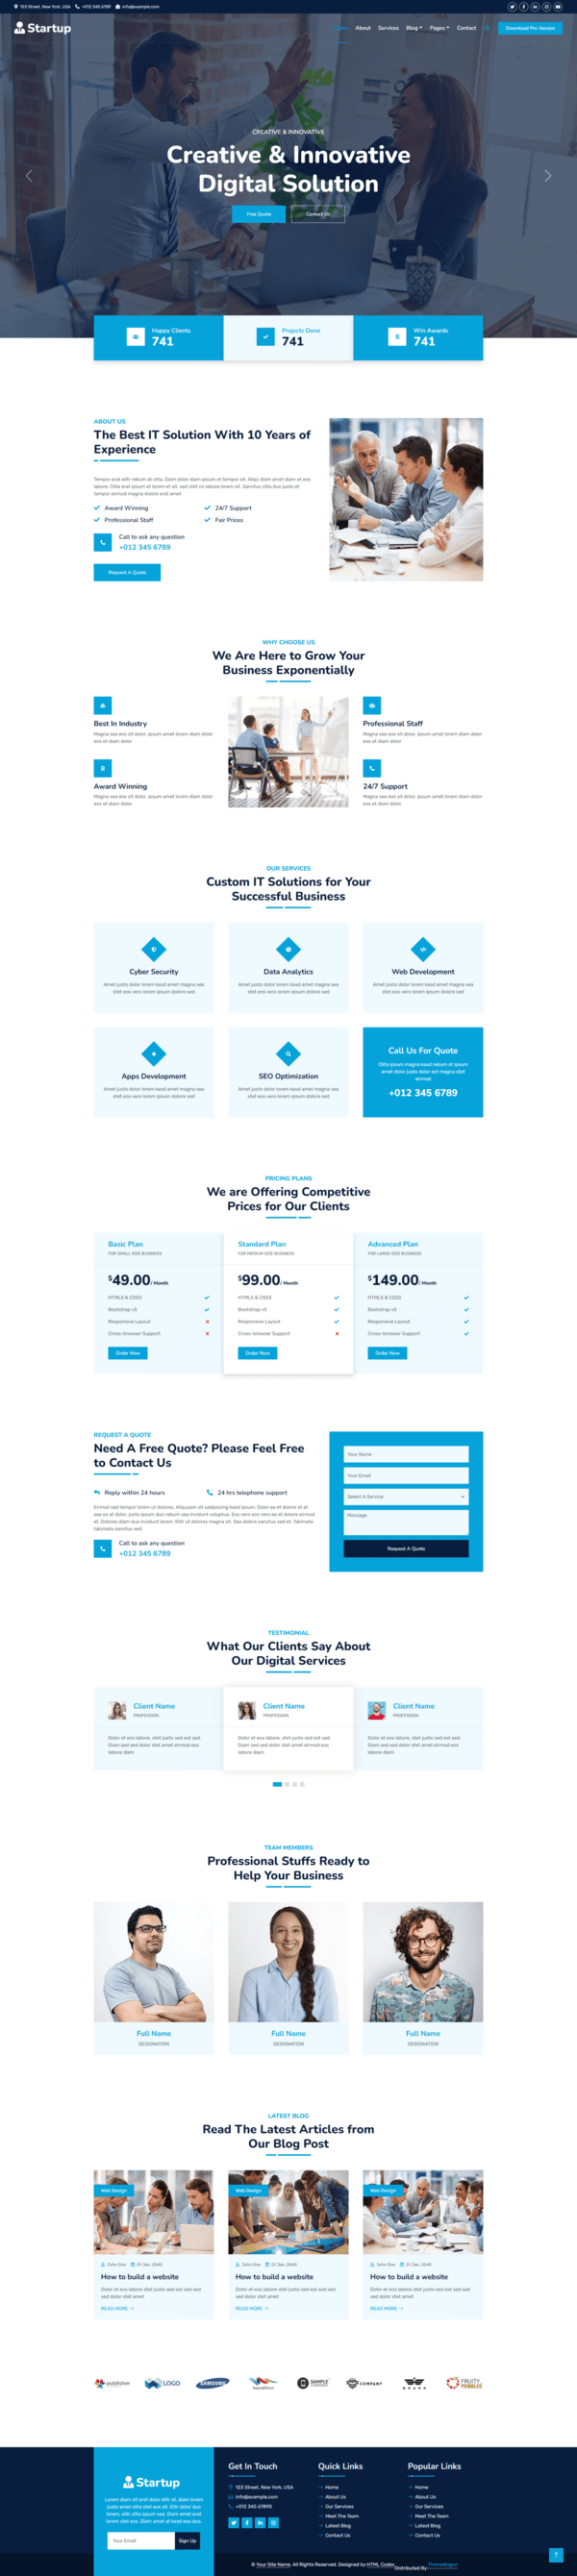 123 Street, New York, USA +012 345 6789 info@example.com
Startup
Home About Services Blog Pages Contact Download Pro Version
CREATIVE & INNOVATIVE
Creative & Innovative
Digital Solution
Free Quote Contact Us
Happy Clients
741
Projects Done
741
Win Awards
741
ABOUT US
The Best IT Solution With 10 Years of
Experience
Tempor erat elitr rebum at clita. Diam dolor diam ipsum et tempor sit. Aliqu diam amet diam et eos
labore. Clita erat ipsum et lorem et sit, sed stet no labore lorem sit. Sanctus clita duo justo et
tempor eirmod magna dolore erat amet
Award Winning 24/7 Support
Professional Staff Fair Prices
Call to ask any question
+012 345 6789
Request A Quote
WHY CHOOSE US
We Are Here to Grow Your
Business Exponentially
Best In Industry
Magna sea eos sit dolor, ipsum amet lorem diam dolor
eos et diam dolor
Award Winning
Magna sea eos sit dolor, ipsum amet lorem diam dolor
eos et diam dolor
Professional Staff
Magna sea eos sit dolor, ipsum amet lorem diam dolor
eos et diam dolor
24/7 Support
Magna sea eos sit dolor, ipsum amet lorem diam dolor
eos et diam dolor
OUR SERVICES
Custom IT Solutions for Your
Successful Business
Cyber Security
Amet justo dolor lorem kasd amet magna sea
stet eos vero lorem ipsum dolore sed
Data Analytics
Amet justo dolor lorem kasd amet magna sea
stet eos vero lorem ipsum dolore sed
Web Development
Amet justo dolor lorem kasd amet magna sea
stet eos vero lorem ipsum dolore sed
Apps Development
Amet justo dolor lorem kasd amet magna sea
stet eos vero lorem ipsum dolore sed
SEO Optimization
Amet justo dolor lorem kasd amet magna sea
stet eos vero lorem ipsum dolore sed
Call Us For Quote
Clita ipsum magna kasd rebum at ipsum
amet dolor justo dolor est magna stet
eirmod
+012 345 6789
PRICING PLANS
We are Offering Competitive
Prices for Our Clients
Basic Plan
FOR SMALL SIZE BUSINESS
$49.00/ Month
HTML5 & CSS3
Bootstrap v5
Responsive Layout
Cross-browser Support
Order Now
Standard Plan
FOR MEDIUM SIZE BUSINESS
$99.00/ Month
HTML5 & CSS3
Bootstrap v5
Responsive Layout
Cross-browser Support
Order Now
Advanced Plan
FOR LARGE SIZE BUSINESS
$149.00/ Month
HTML5 & CSS3
Bootstrap v5
Responsive Layout
Cross-browser Support
Order Now
REQUEST A QUOTE
Need A Free Quote? Please Feel Free
to Contact Us
Reply within 24 hours 24 hrs telephone support
Eirmod sed tempor lorem ut dolores. Aliquyam sit sadipscing kasd ipsum. Dolor ea et dolore et at
sea ea at dolor, justo ipsum duo rebum sea invidunt voluptua. Eos vero eos vero ea et dolore eirmod
et. Dolores diam duo invidunt lorem. Elitr ut dolores magna sit. Sea dolore sanctus sed et. Takimata
takimata sanctus sed.
Call to ask any question
+012 345 6789
Your Name
Your Email
Select A Service
Message
Request A Quote
TESTIMONIAL
What Our Clients Say About
Our Digital Services
Client Name
PROFESSION
Dolor et eos labore, stet justo sed est sed.
Diam sed sed dolor stet amet eirmod eos
labore diam
Client Name
PROFESSION
Dolor et eos labore, stet justo sed est sed.
Diam sed sed dolor stet amet eirmod eos
labore diam
Client Name
PROFESSION
Dolor et eos labore, stet justo sed est sed.
Diam sed sed dolor stet amet eirmod eos
labore diam
TEAM MEMBERS
Professional Stuffs Ready to
Help Your Business
Full Name
DESIGNATION
Full Name
DESIGNATION
Full Name
DESIGNATION
LATEST BLOG
Read The Latest Articles from
Our Blog Post
Web Design
John Doe 01 Jan, 2045
How to build a website
Dolor et eos labore stet justo sed est sed sed
sed dolor stet amet
READ MORE
Web Design
John Doe 01 Jan, 2045
How to build a website
Dolor et eos labore stet justo sed est sed sed
sed dolor stet amet
READ MORE
Web Design
John Doe 01 Jan, 2045
How to build a website
Dolor et eos labore stet justo sed est sed sed
sed dolor stet amet
READ MORE
publisher LOGO SAMSUNG SAMPLE COMPANY BRAND FRUITY PEBBLES
Startup
Lorem diam sit erat dolor elitr et, diam lorem
justo amet clita stet eos sit. Elitr dolor duo
lorem, elitr clita ipsum sea. Diam amet erat
lorem stet eos. Diam amet et kasd eos duo.
Your Email Sign Up
Get In Touch
123 Street, New York, USA
info@example.com
+012 345 67890
Quick Links
Home
About Us
Our Services
Meet The Team
Latest Blog
Contact Us
Popular Links
Home
About Us
Our Services
Meet The Team
Latest Blog
Contact Us
© Your Site Name. All Rights Reserved. Designed by HTML Codex
Distributed By: ThemeWagon